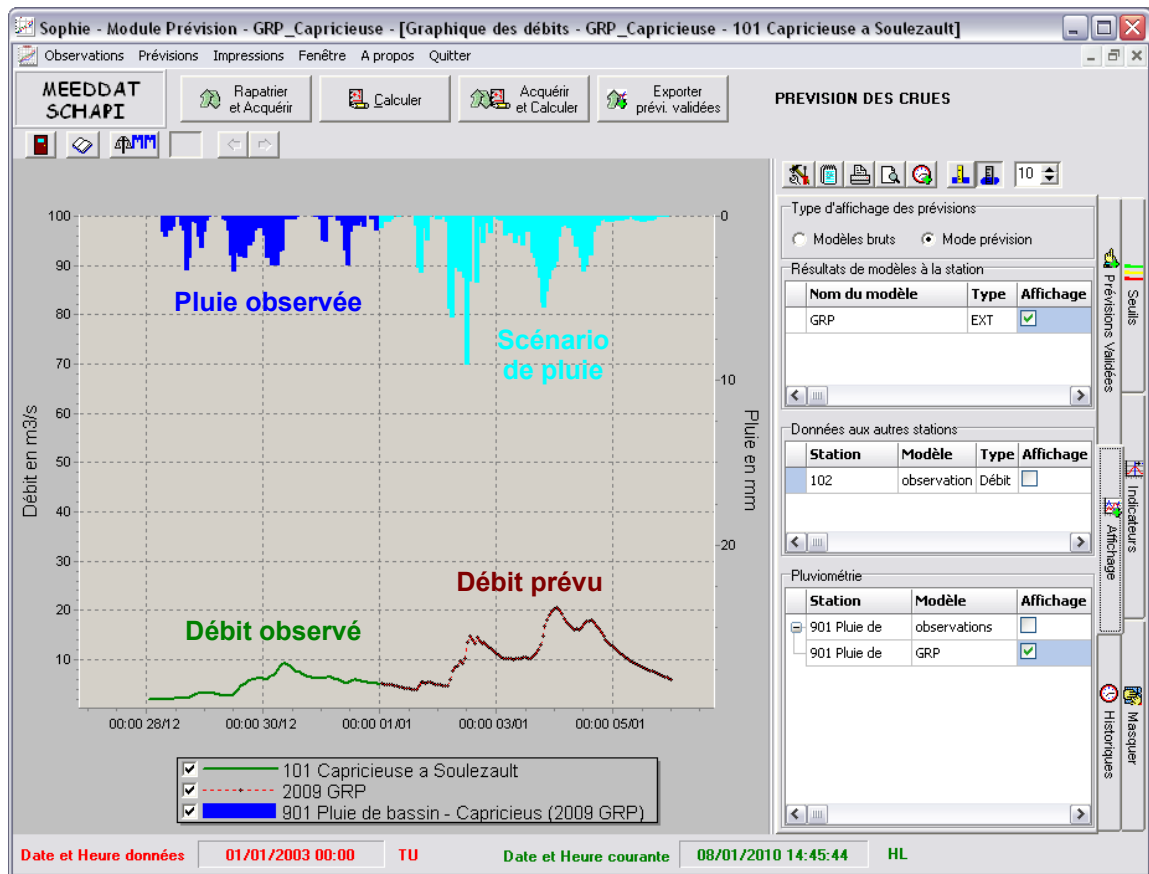 Sophie - Module Prévision - GRP_Capricieuse - [Graphique des débits - GRP_Capricieuse - 101 Capricieuse a Soulezault]
Observations Prévisions Impressions Fenêtre A propos Quitter
MEEDDAT
SCHAPI
Rapatrier
et Acquérir
Calculer
Acquérir
et Calculer
Exporter
prévi. validées
PREVISION DES CRUES
MM
10
Type d'affichage des prévisions
Modèles bruts Mode prévision
Résultats de modèles à la station
Nom du modèle Type Affichage
GRP EXT
Données aux autres stations
Station Modèle Type Affichage
102 observation Débit
Pluviométrie
Station Modèle Affichage
901 Pluie de observations
901 Pluie de GRP
Prévisions Validées
Affichage
Historiques
Seuils
Indicateurs
Masquer
Débit en m3/s
100
90
80
70
60
50
40
30
20
10
Pluie en mm
0
10
20
Pluie observée
Scénario
de pluie
Débit prévu
Débit observé
00:00 28/12 00:00 30/12 00:00 01/01 00:00 03/01 00:00 05/01
101 Capricieuse a Soulezault
2009 GRP
901 Pluie de bassin - Capricieus (2009 GRP)
Date et Heure données 01/01/2003 00:00 TU Date et Heure courante 08/01/2010 14:45:44 HL